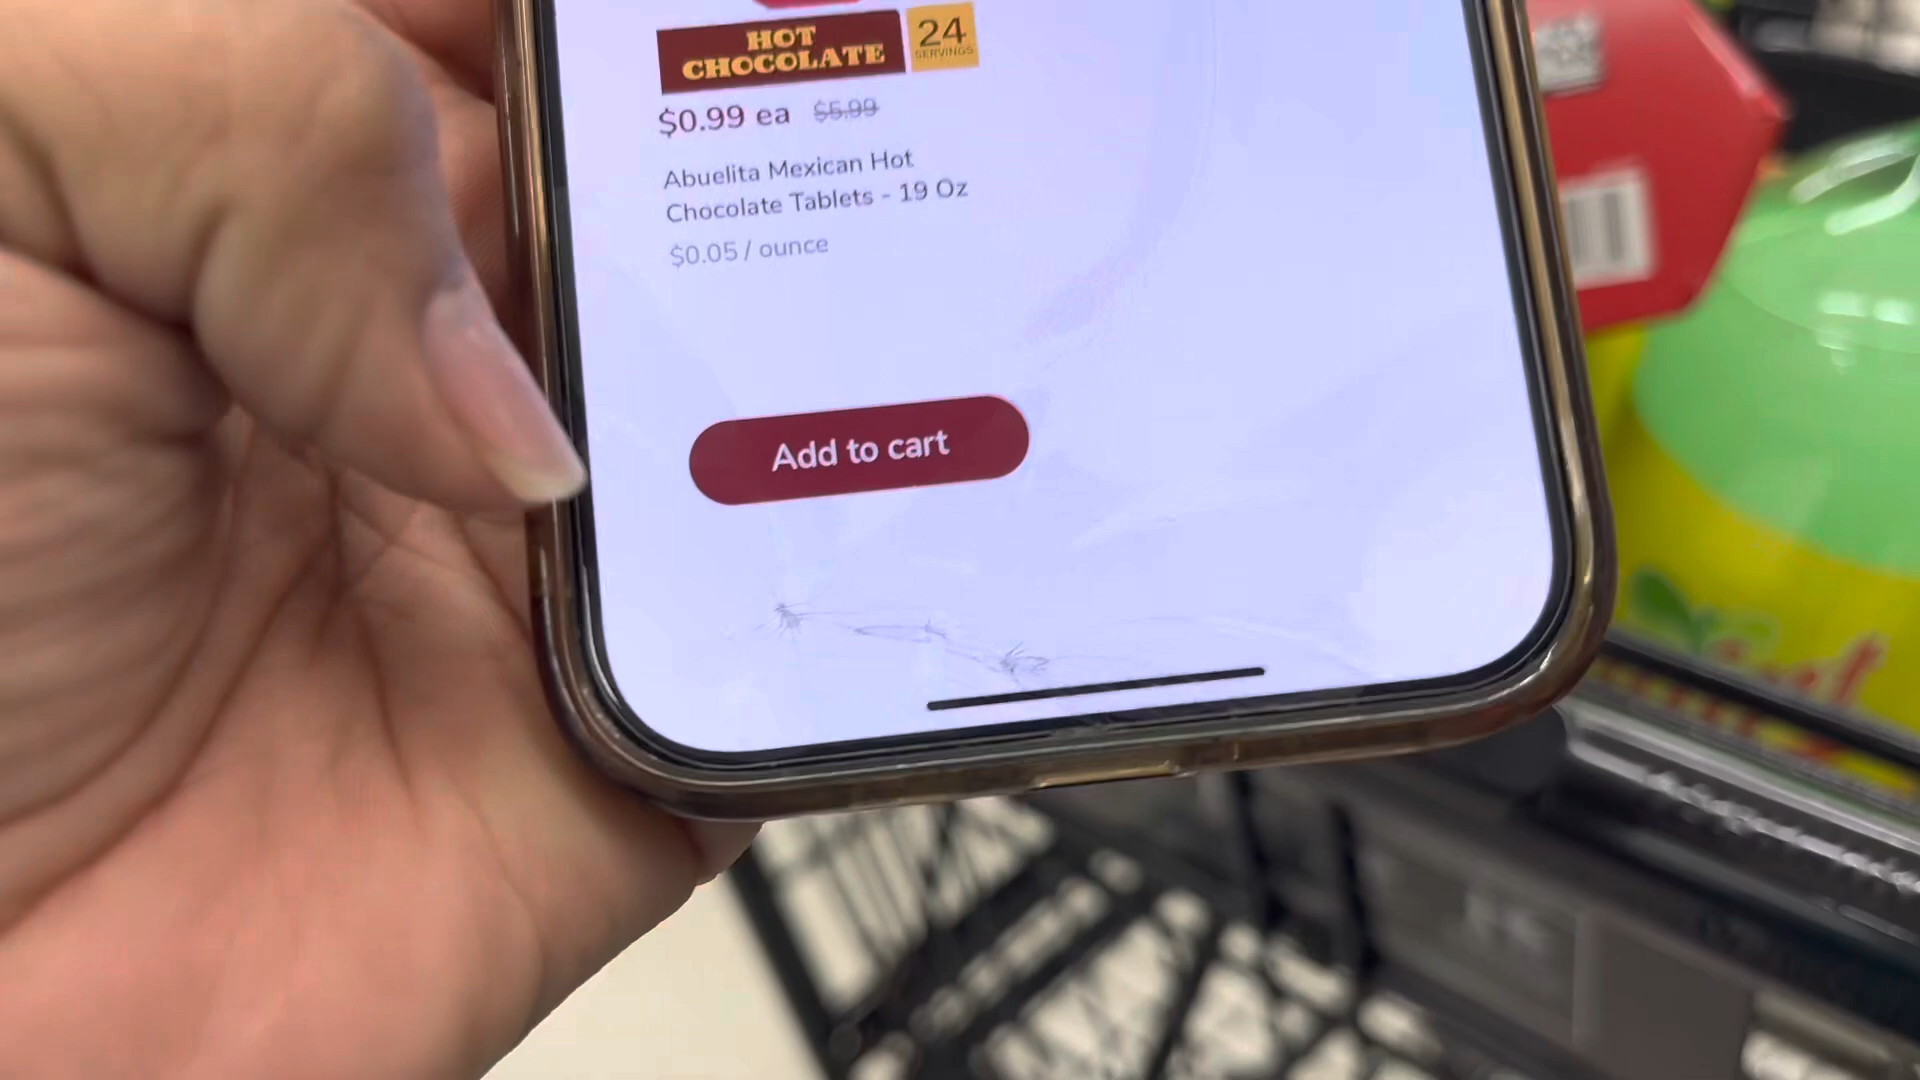 HOT
CHOCOLATE
24
SERVINGS
$0.99 ea $5.99
Abuelita Mexican Hot
Chocolate Tablets - 19 Oz
$0.05 / ounce
Add to cart